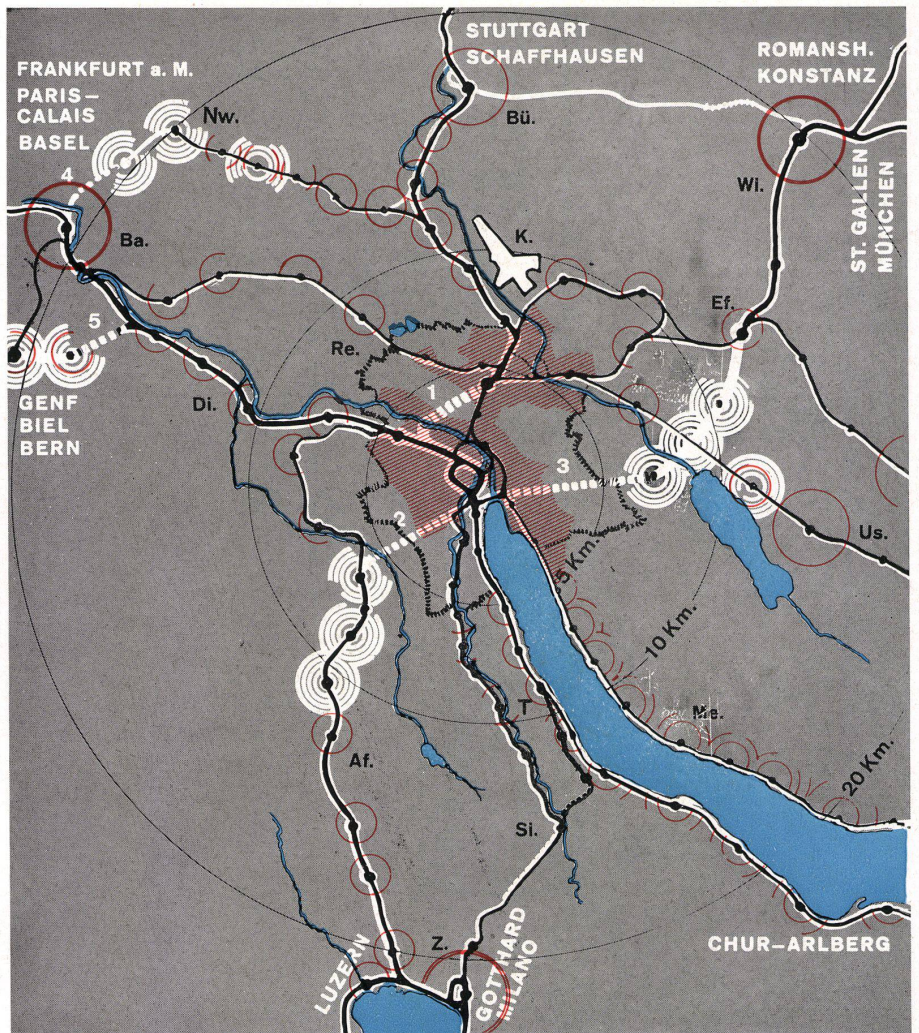 STUTTGART
SCHAFFHAUSEN
ROMANSH.
KONSTANZ
FRANKFURT a. M.
PARIS–
CALAIS
BASEL
Nw.
Bü.
4
Wi.
ST. GALLEN
MÜNCHEN
Ba.
K.
5
Ef.
Re.
GENF
BIEL
BERN
Di.
1
3
2
Us.
5 Km.
10 Km.
T
Me.
Af.
20 Km.
Si.
Z.
LUZERN
GOTTHARD
MILANO
CHUR–ARLBERG